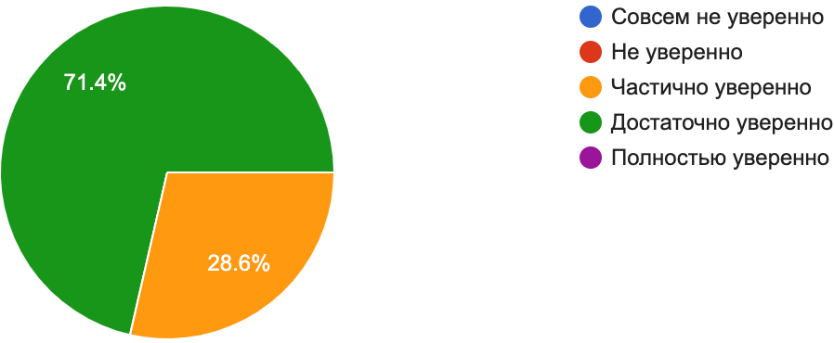 71.4%
28.6%
Совсем не уверенно
Не уверенно
Частично уверенно
Достаточно уверенно
Полностью уверенно